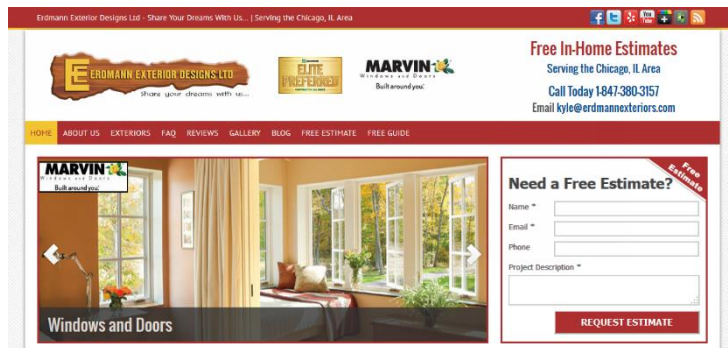 Erdmann Exterior Designs Ltd - Share Your Dreams With Us... | Serving the Chicago, IL Area
You Tube
ERDMANN EXTERIOR DESIGNS LTD
Share your dreams with us...
ELITE
PREFERRED
MARVIN
Windows and Doors
Built around you.
Free In-Home Estimates
Serving the Chicago, IL Area
Call Today 1-847-380-3157
Email kyle@erdmannexteriors.com
HOME ABOUT US EXTERIORS FAQ REVIEWS GALLERY BLOG FREE ESTIMATE FREE GUIDE
MARVIN
Windows and Doors
Built around you.
Windows and Doors
Free
Estimate
Need a Free Estimate?
Name *
Email *
Phone
Project Description *
REQUEST ESTIMATE